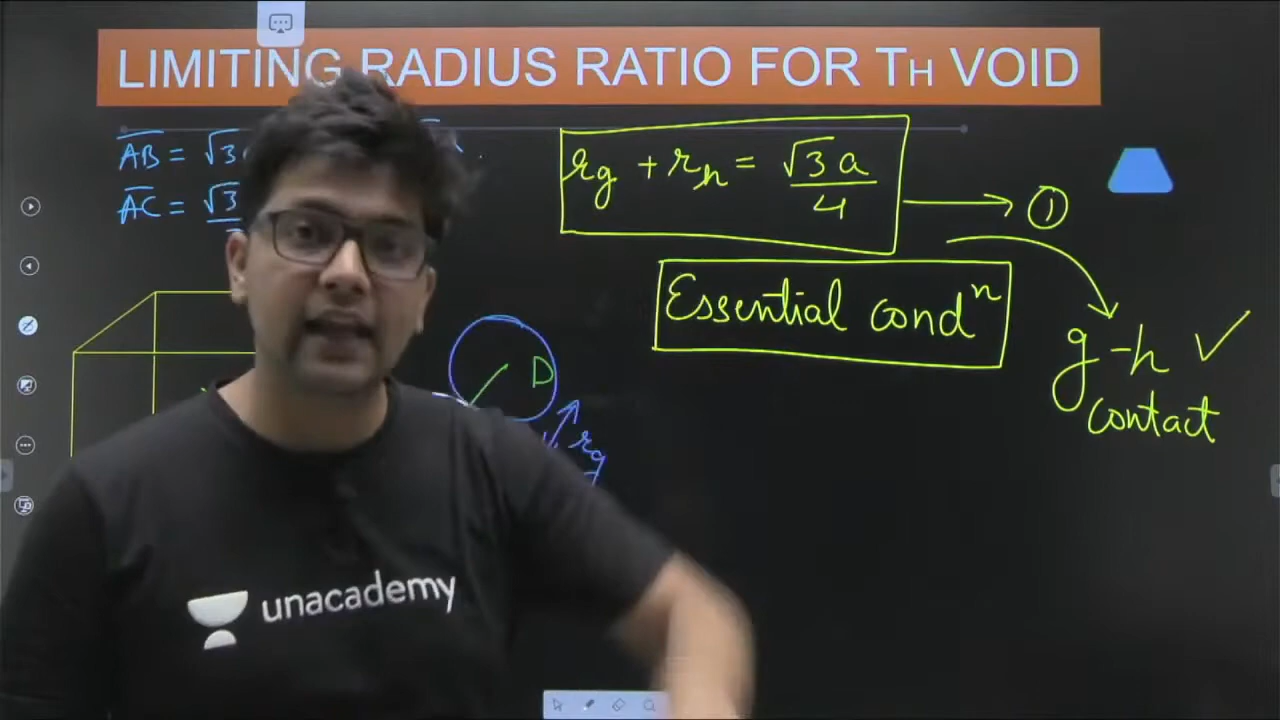 LIMITING RADIUS RATIO FOR TH VOID
AB = √3
AC = √3
rg + rh = √3 a / 4
→ ①
Essential condⁿ
g-h ✓
contact
D
rg
unacademy